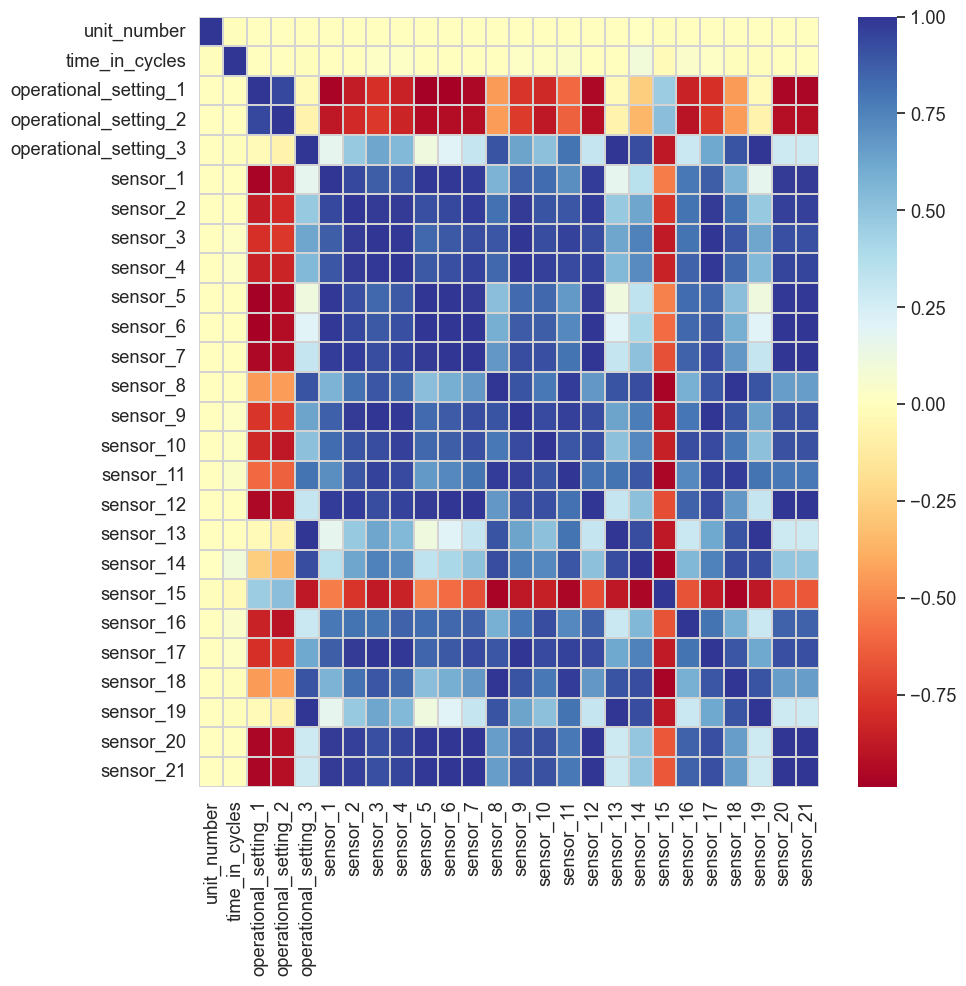 unit_number
time_in_cycles
operational_setting_1
operational_setting_2
operational_setting_3
sensor_1
sensor_2
sensor_3
sensor_4
sensor_5
sensor_6
sensor_7
sensor_8
sensor_9
sensor_10
sensor_11
sensor_12
sensor_13
sensor_14
sensor_15
sensor_16
sensor_17
sensor_18
sensor_19
sensor_20
sensor_21
unit_number
time_in_cycles
operational_setting_1
operational_setting_2
operational_setting_3
sensor_1
sensor_2
sensor_3
sensor_4
sensor_5
sensor_6
sensor_7
sensor_8
sensor_9
sensor_10
sensor_11
sensor_12
sensor_13
sensor_14
sensor_15
sensor_16
sensor_17
sensor_18
sensor_19
sensor_20
sensor_21
1.00
0.75
0.50
0.25
0.00
−0.25
−0.50
−0.75